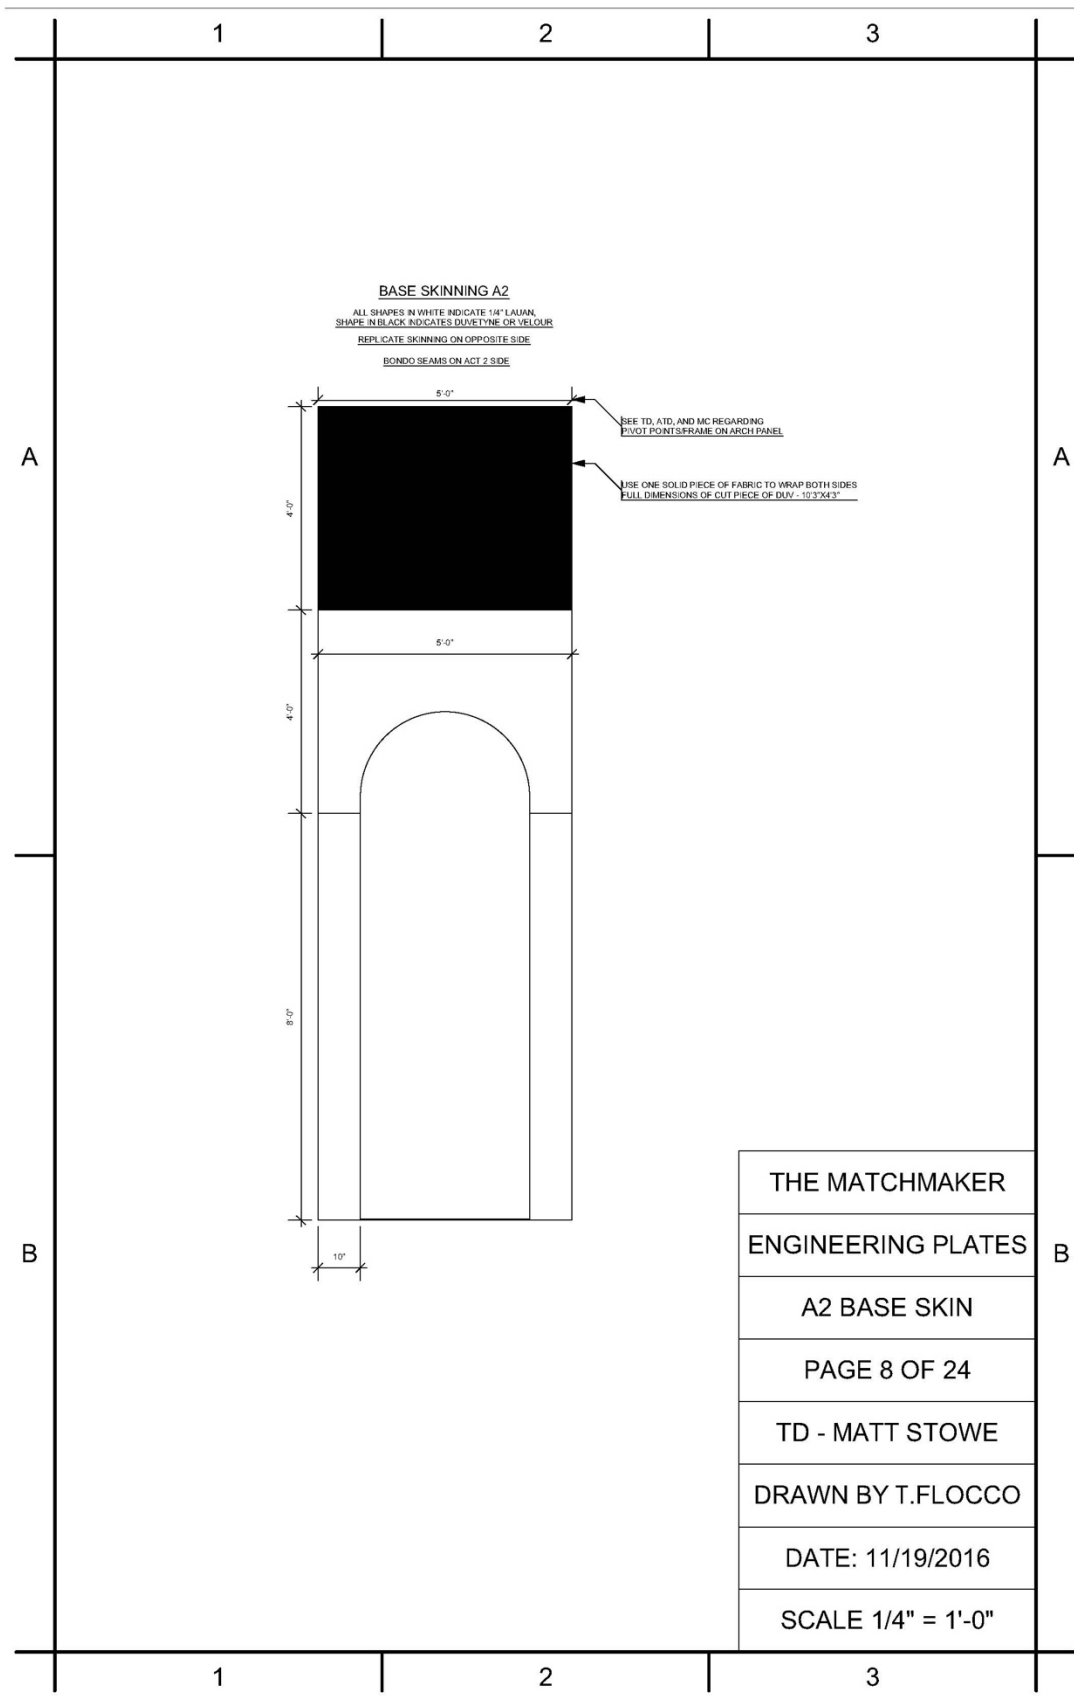 1 2 3
BASE SKINNING A2
ALL SHAPES IN WHITE INDICATE 1/4" LAUAN,
SHAPE IN BLACK INDICATES DUVETYNE OR VELOUR
REPLICATE SKINNING ON OPPOSITE SIDE
BONDO SEAMS ON ACT 2 SIDE
5'-0"
SEE TD, ATD, AND MC REGARDING
PIVOT POINTS/FRAME ON ARCH PANEL
A A
USE ONE SOLID PIECE OF FABRIC TO WRAP BOTH SIDES
FULL DIMENSIONS OF CUT PIECE OF DUV - 10'3"X4'3"
4'-0"
5'-0"
4'-0"
8'-0"
10"
B B
THE MATCHMAKER
ENGINEERING PLATES
A2 BASE SKIN
PAGE 8 OF 24
TD - MATT STOWE
DRAWN BY T.FLOCCO
DATE: 11/19/2016
SCALE 1/4" = 1'-0"
1 2 3